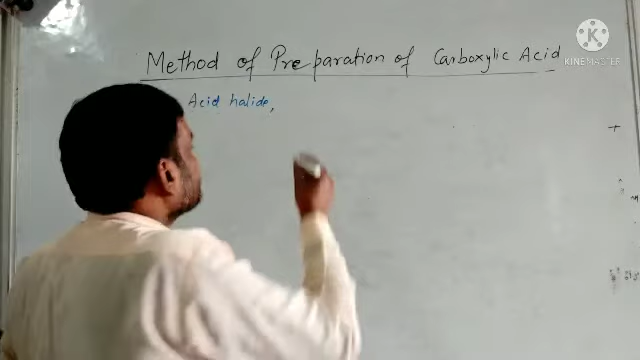 Method of Preparation of Carboxylic Acid
Acid halide,
KINEMASTER